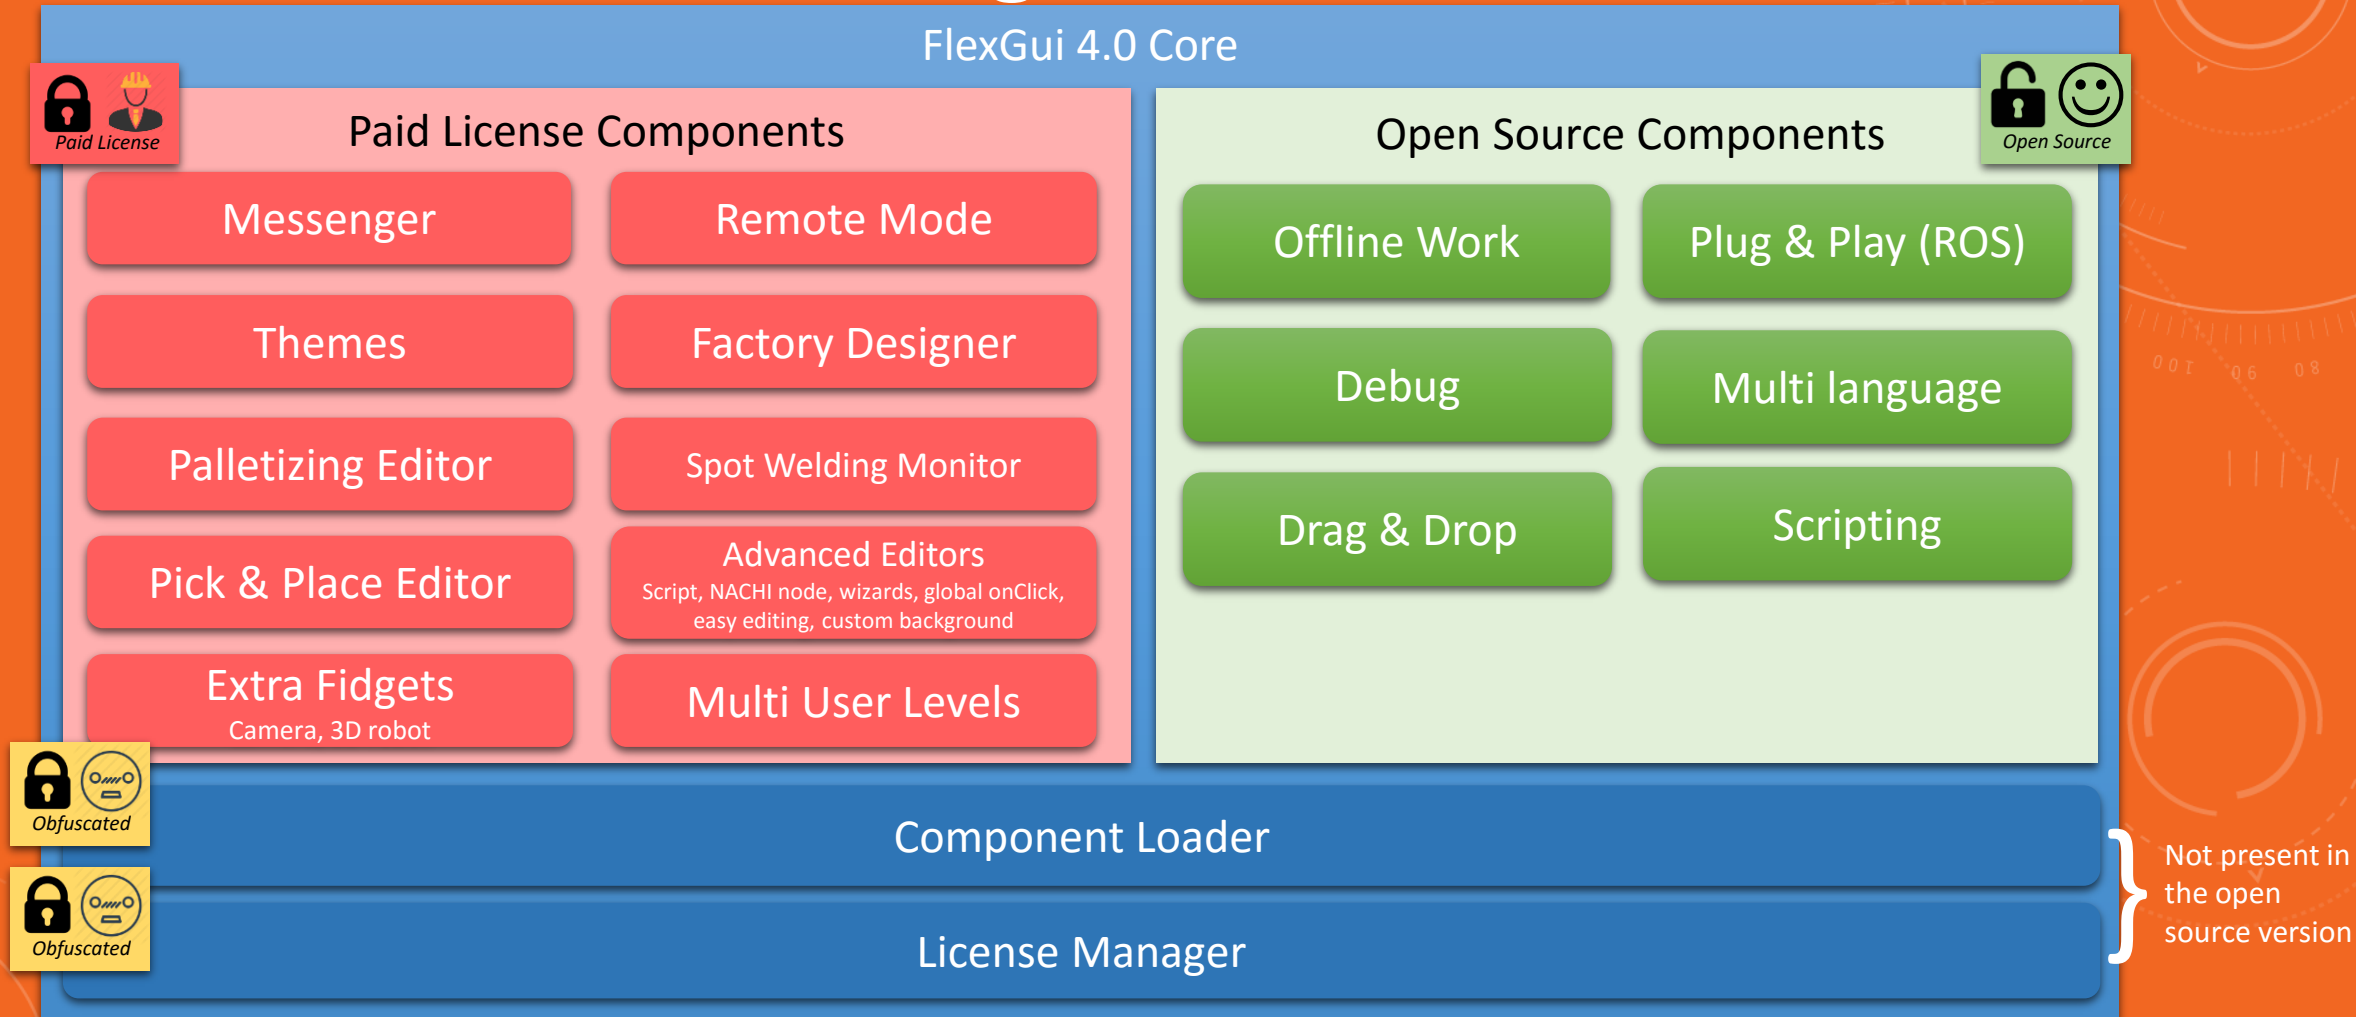 FlexGui 4.0 Core
Paid License
Paid License Components
Messenger
Remote Mode
Themes
Factory Designer
Palletizing Editor
Spot Welding Monitor
Pick & Place Editor
Advanced Editors
Script, NACHI node, wizards, global onClick,
easy editing, custom background
Extra Fidgets
Camera, 3D robot
Multi User Levels
Open Source Components
Open Source
Offline Work
Plug & Play (ROS)
Debug
Multi language
Drag & Drop
Scripting
Obfuscated
Component Loader
Obfuscated
License Manager
Not present in
the open
source version
100 90 80